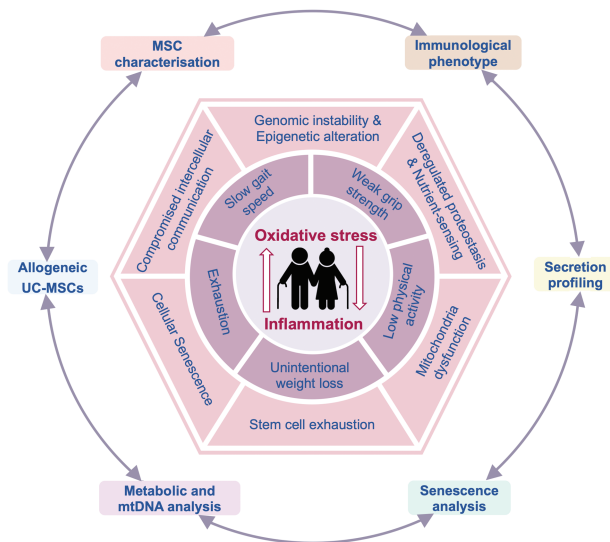 MSC
characterisation
Immunological
phenotype
Genomic instability &
Epigenetic alteration
Compromised intercellular
communication
Deregulated proteostasis
& Nutrient-sensing
Slow gait
speed
Weak grip
strength
Oxidative stress
Allogeneic
UC-MSCs
Secretion
profiling
Exhaustion
Low physical
activity
Inflammation
Cellular Senescence
Mitochondria
dysfunction
Unintentional
weight loss
Stem cell exhaustion
Metabolic and
mtDNA analysis
Senescence
analysis